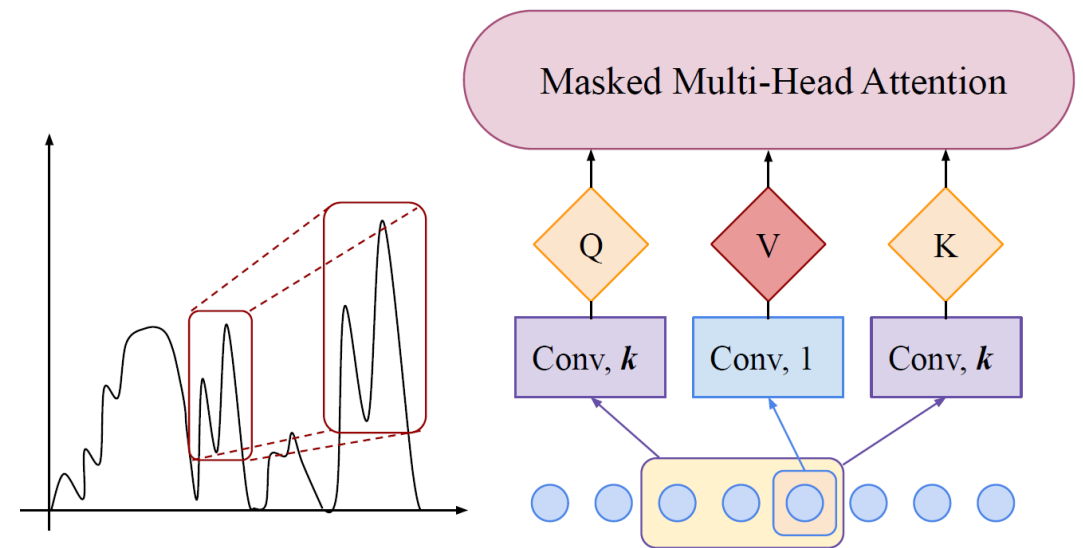 Masked Multi-Head Attention
Q
V
K
Conv, k
Conv, 1
Conv, k